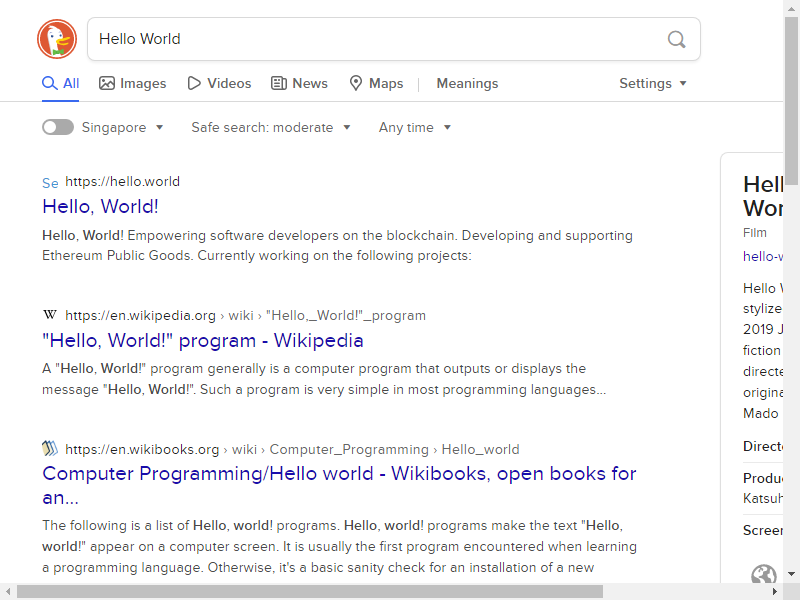 Hello World
All Images Videos News Maps Meanings Settings
Singapore Safe search: moderate Any time
Se https://hello.world
Hello, World!
Hello, World! Empowering software developers on the blockchain. Developing and supporting
Ethereum Public Goods. Currently working on the following projects:
W https://en.wikipedia.org › wiki › "Hello,_World!"_program
"Hello, World!" program - Wikipedia
A "Hello, World!" program generally is a computer program that outputs or displays the
message "Hello, World!". Such a program is very simple in most programming languages...
https://en.wikibooks.org › wiki › Computer_Programming › Hello_world
Computer Programming/Hello world - Wikibooks, open books for
an...
The following is a list of Hello, world! programs. Hello, world! programs make the text "Hello,
world!" appear on a computer screen. It is usually the first program encountered when learning
a programming language. Otherwise, it's a basic sanity check for an installation of a new
Hell
Wor
Film
hello-w
Hello W
stylize
2019 J
fiction
directe
origina
Mado
Directo
Produc
Katsuh
Screen